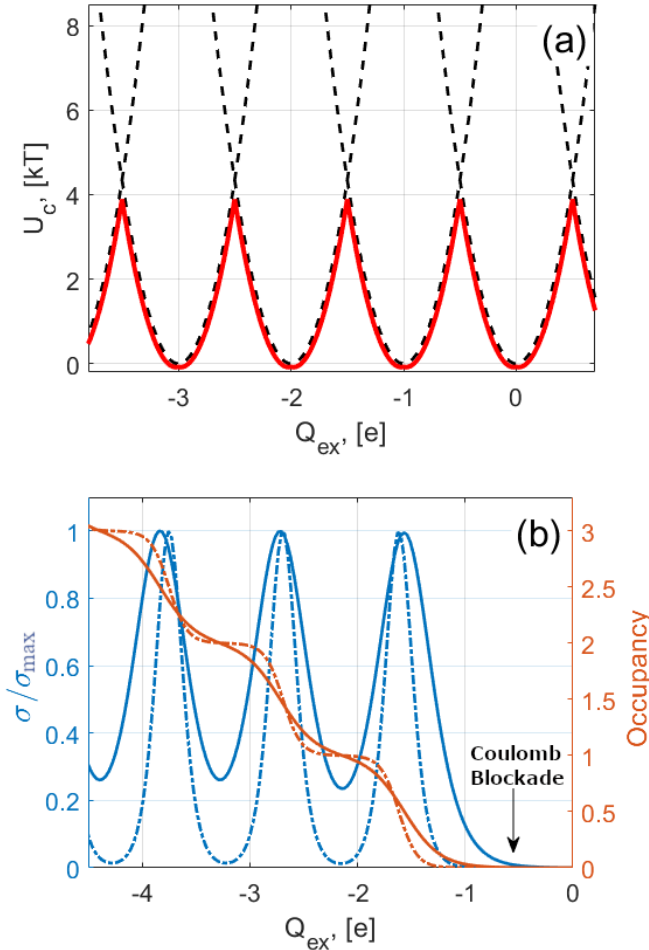 (a)
8
6
4
2
0
U_c, [kT]
-3 -2 -1 0
Q_ex, [e]
(b)
1
0.8
0.6
0.4
0.2
0
σ/σ_max
3
2.5
2
1.5
1
0.5
0
Occupancy
Coulomb
Blockade
-4 -3 -2 -1 0
Q_ex, [e]